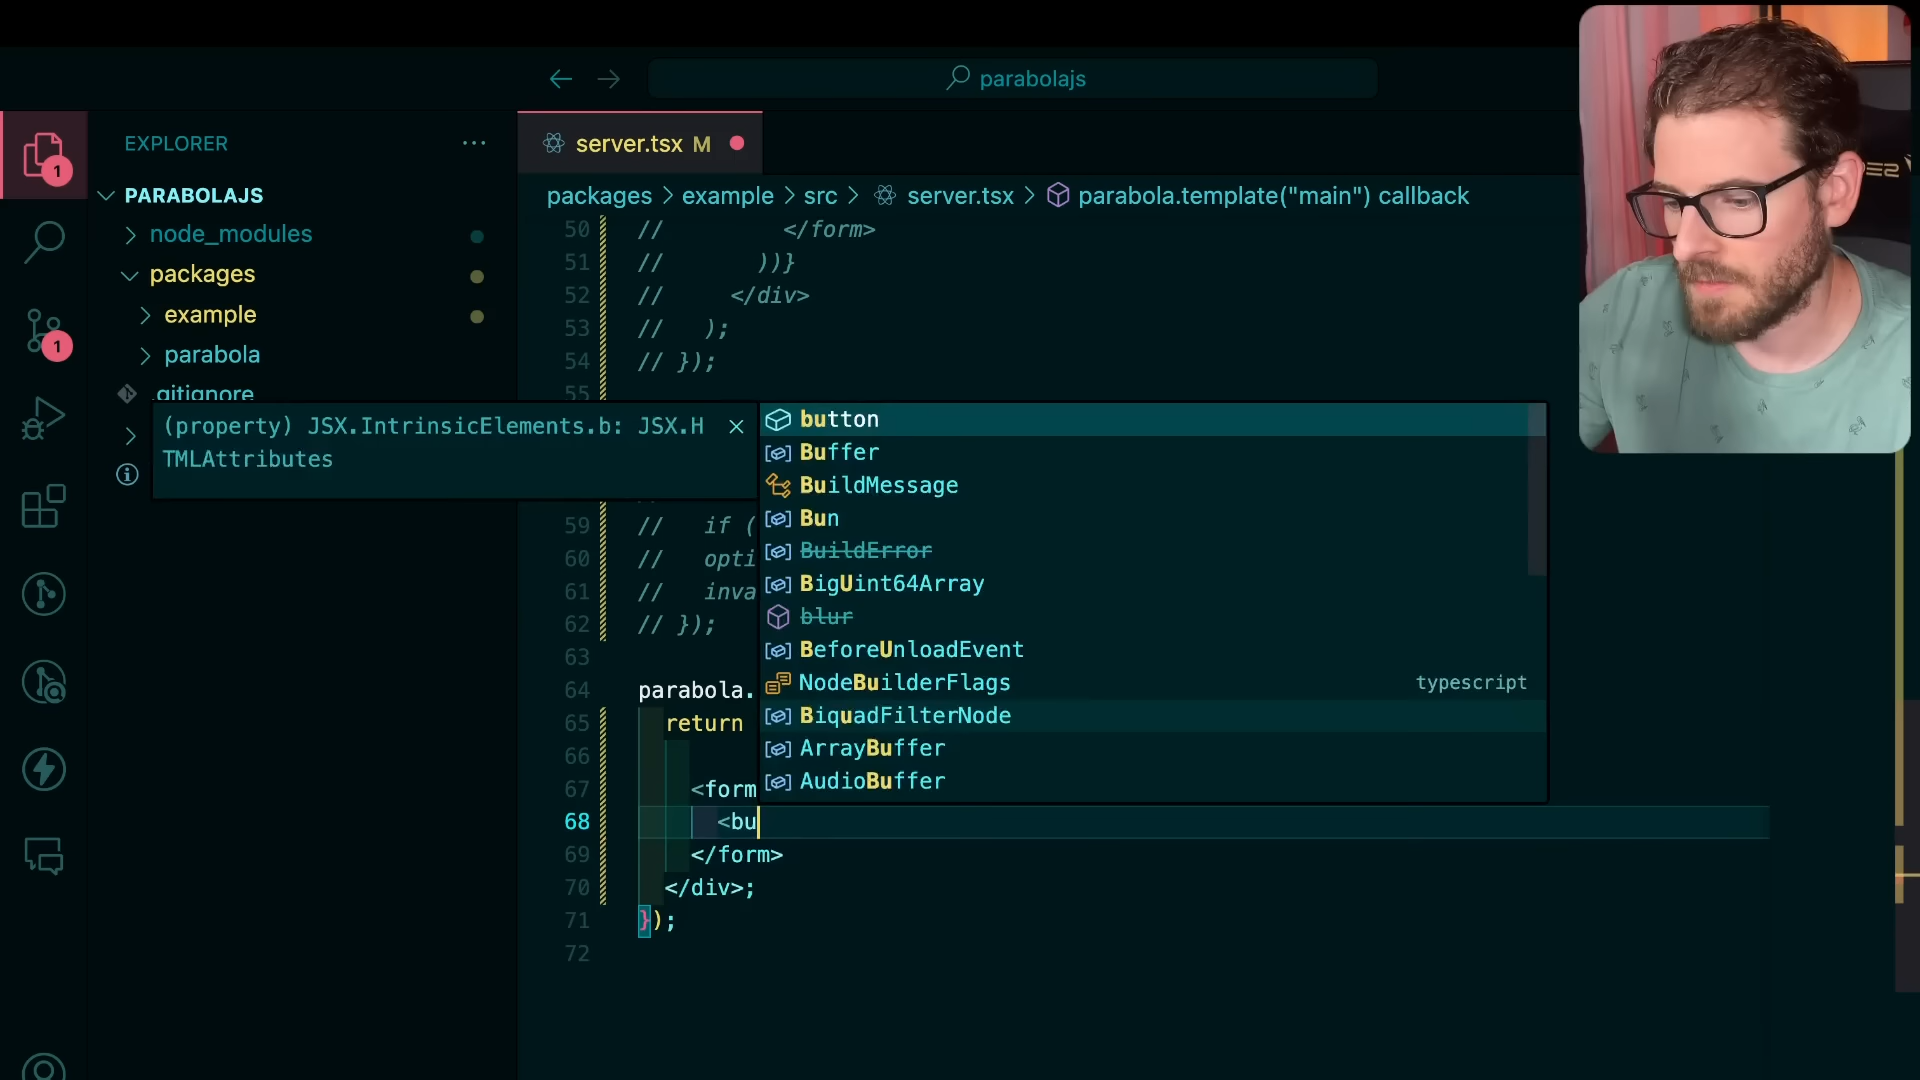 parabolajs
EXPLORER
server.tsx M
1
PARABOLAJS
packages > example > src > server.tsx > parabola.template("main") callback
node_modules
packages
example
parabola
.gitignore
1
50 // </form>
51 // ))}
52 // </div>
53 // );
54 // });
55
(property) JSX.IntrinsicElements.b: JSX.H
TMLAttributes
button
Buffer
BuildMessage
Bun
BuildError
BigUint64Array
blur
BeforeUnloadEvent
NodeBuilderFlags typescript
BiquadFilterNode
ArrayBuffer
AudioBuffer
59 // if (
60 // opti
61 // inva
62 // });
63
64 parabola.
65 return
66
67 <form
68 <bu
69 </form>
70 </div>;
71 });
72